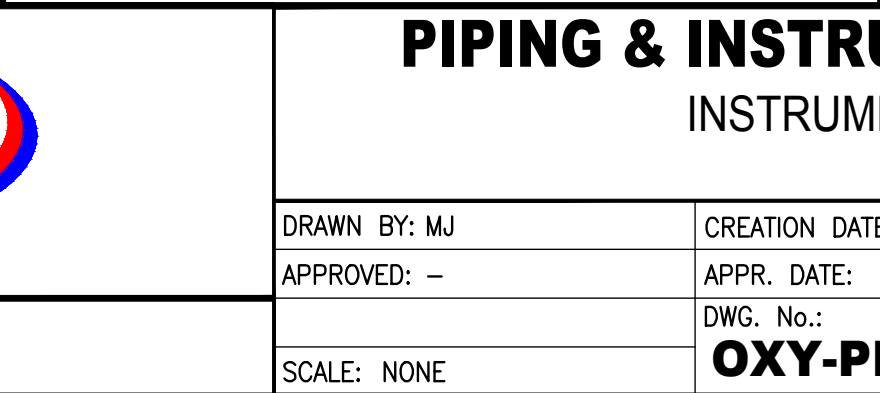 PIPING & INSTRU
INSTRUM
DRAWN BY: MJ
CREATION DATE
APPROVED: –
APPR. DATE:
DWG. No.:
OXY-P
SCALE: NONE